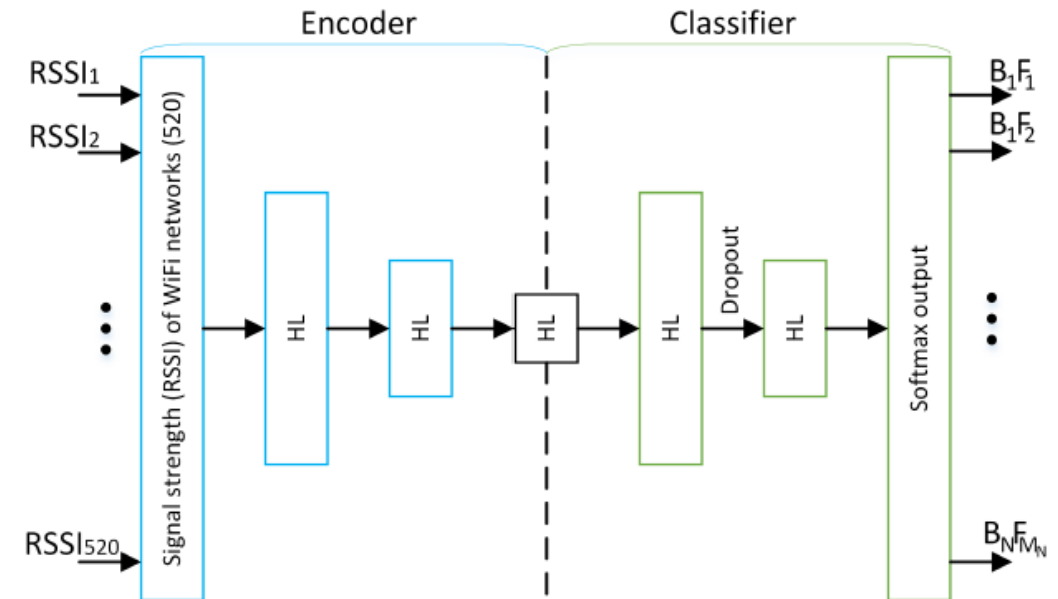 Encoder
Classifier
RSSI1
RSSI2
RSSI520
Signal strength (RSSI) of WiFi networks (520)
HL
HL
HL
HL
Dropout
HL
Softmax output
B1F1
B1F2
BNFMN